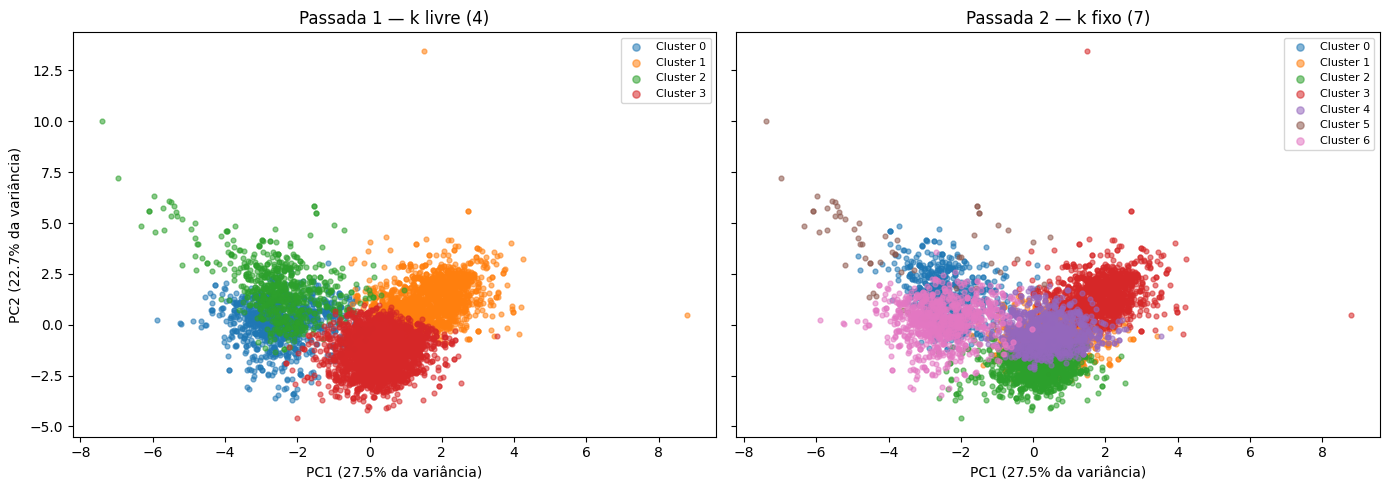 Passada 1 — k livre (4)
Cluster 0
Cluster 1
Cluster 2
Cluster 3
12.5
10.0
7.5
5.0
2.5
0.0
−2.5
−5.0
PC2 (22.7% da variância)
−8 −6 −4 −2 0 2 4 6 8
PC1 (27.5% da variância)
Passada 2 — k fixo (7)
Cluster 0
Cluster 1
Cluster 2
Cluster 3
Cluster 4
Cluster 5
Cluster 6
−8 −6 −4 −2 0 2 4 6 8
PC1 (27.5% da variância)